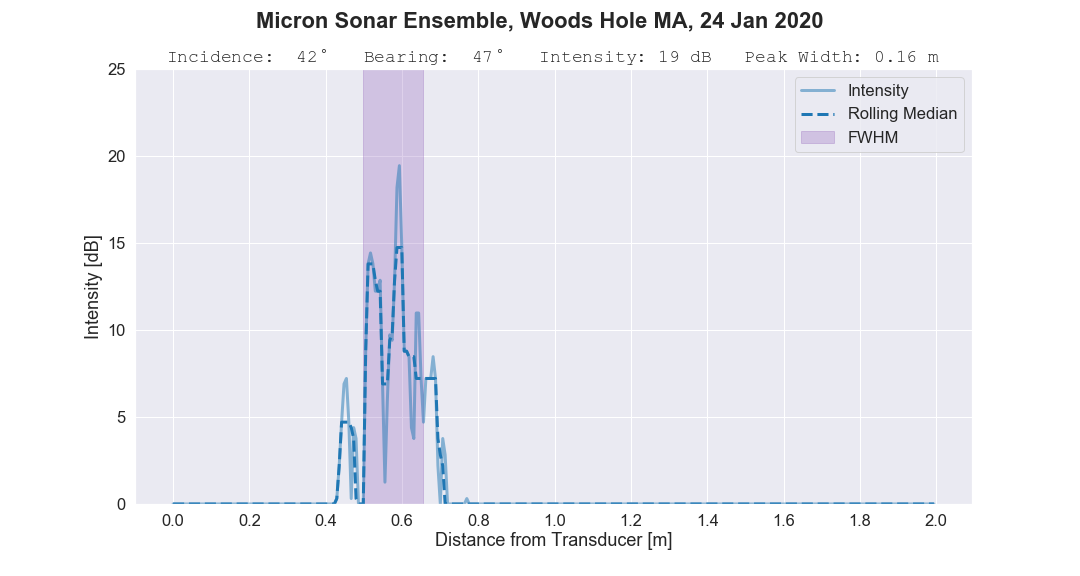 Micron Sonar Ensemble, Woods Hole MA, 24 Jan 2020
Incidence:  42° Bearing:  47° Intensity: 19 dB Peak Width: 0.16 m
Intensity
Rolling Median
FWHM
25
20
15
10
5
0
Intensity [dB]
0.0 0.2 0.4 0.6 0.8 1.0 1.2 1.4 1.6 1.8 2.0
Distance from Transducer [m]